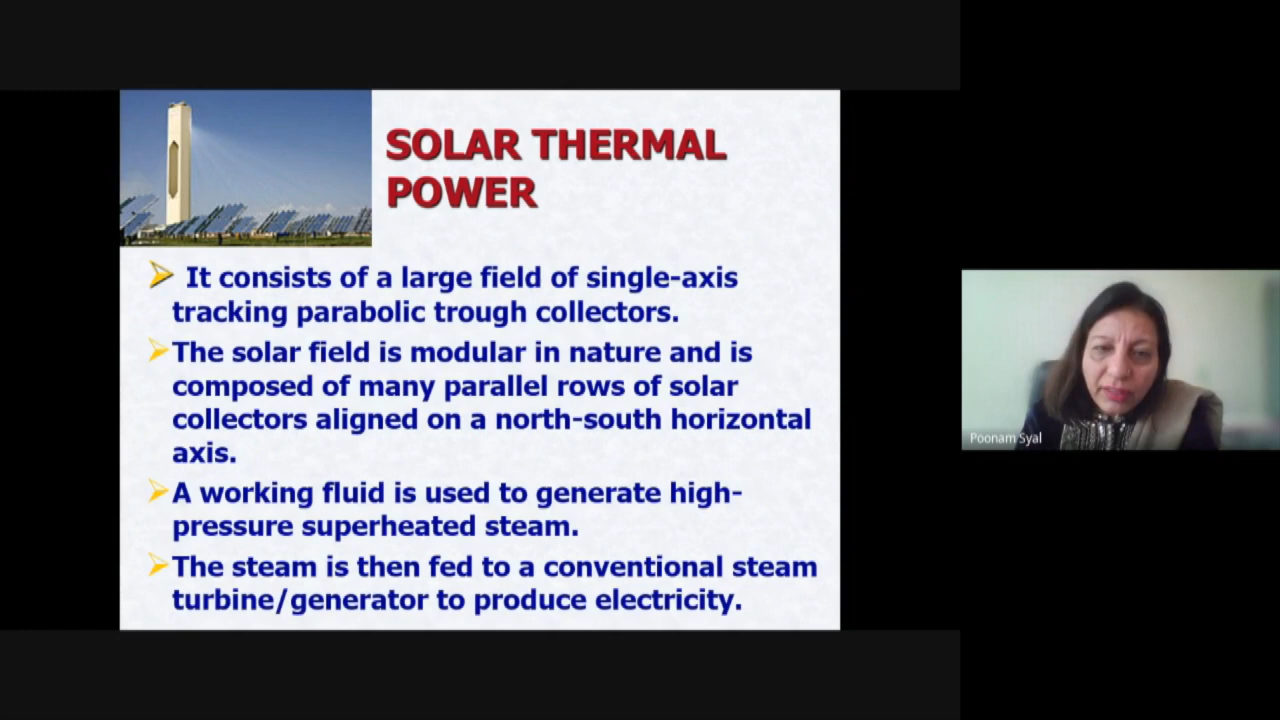 SOLAR THERMAL
POWER
It consists of a large field of single-axis
tracking parabolic trough collectors.
The solar field is modular in nature and is
composed of many parallel rows of solar
collectors aligned on a north-south horizontal
axis.
A working fluid is used to generate high-
pressure superheated steam.
The steam is then fed to a conventional steam
turbine/generator to produce electricity.
Poonam Syal